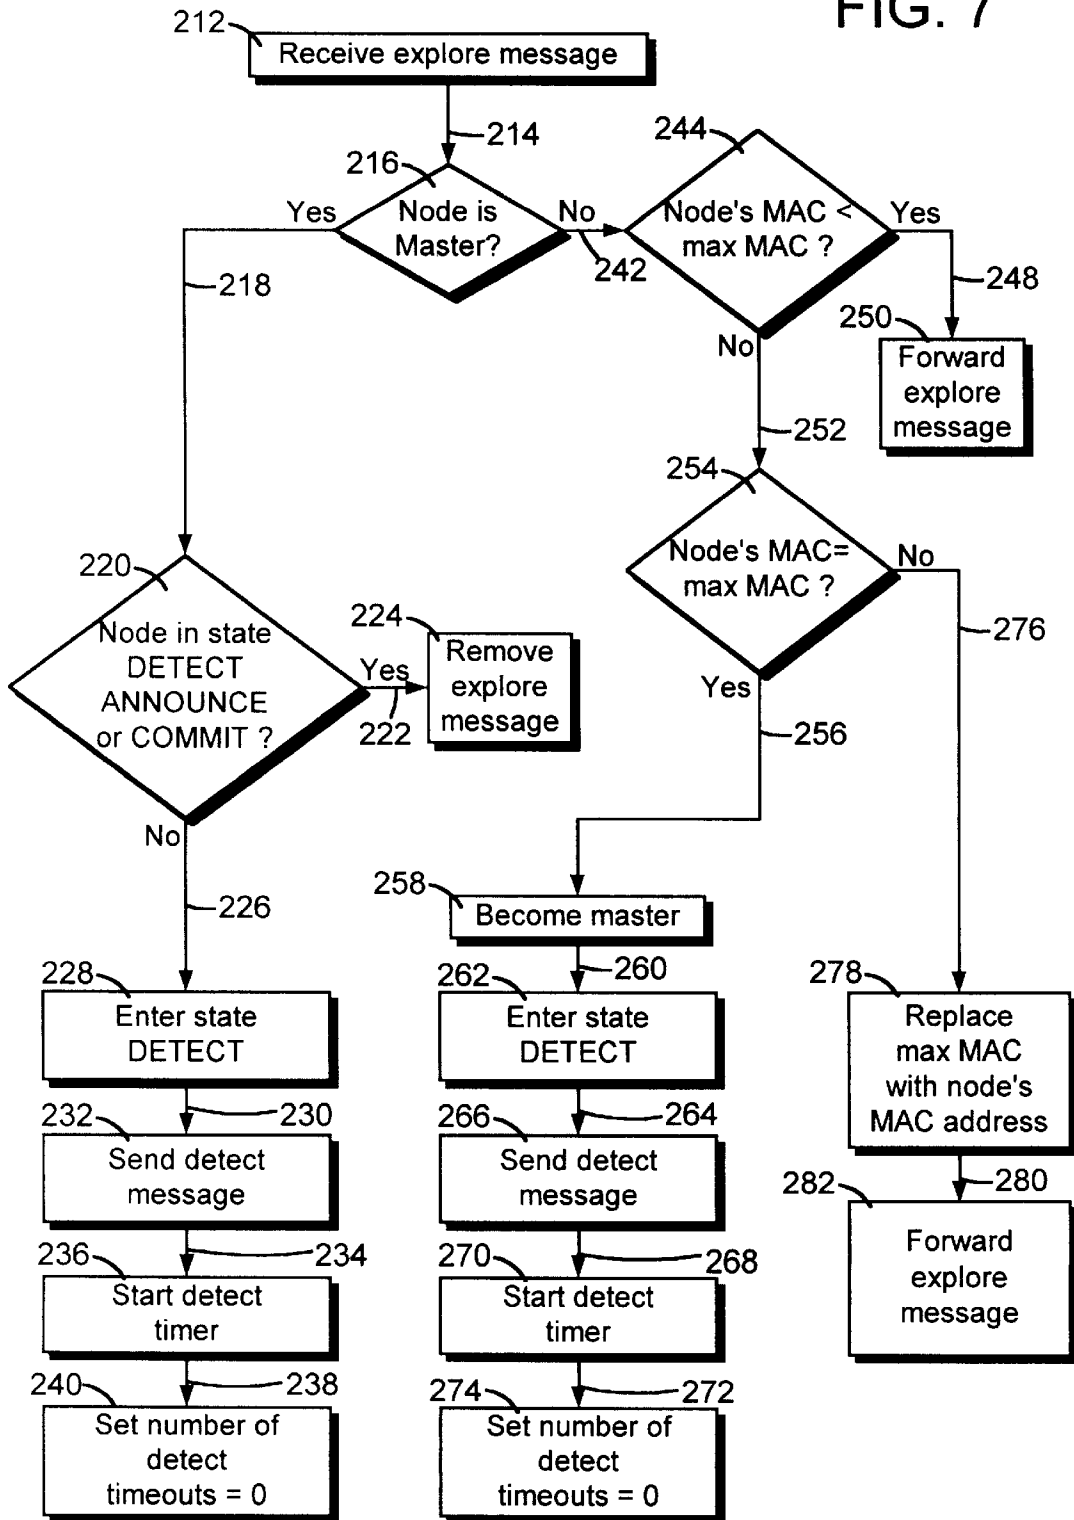 FIG. 7
212
Receive explore message
214
216
Node is
Master?
Yes
No
242
218
244
Node's MAC <
max MAC ?
Yes
248
No
250
Forward
explore
message
252
254
Node's MAC=
max MAC ?
No
276
Yes
256
220
Node in state
DETECT
ANNOUNCE
or COMMIT ?
Yes
222
224
Remove
explore
message
No
226
228
Enter state
DETECT
230
232
Send detect
message
234
236
Start detect
timer
238
240
Set number of
detect
timeouts = 0
258
Become master
260
262
Enter state
DETECT
264
266
Send detect
message
268
270
Start detect
timer
272
274
Set number of
detect
timeouts = 0
278
Replace
max MAC
with node's
MAC address
280
282
Forward
explore
message